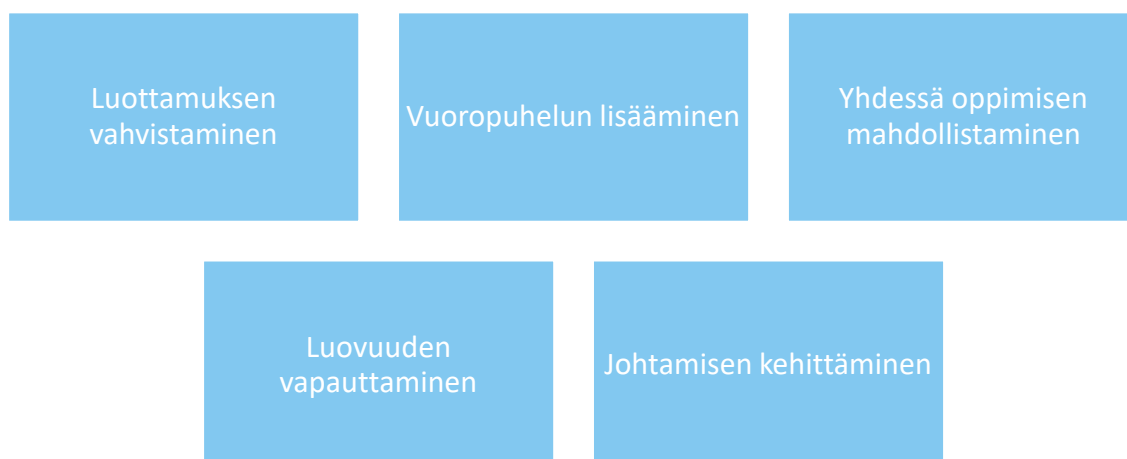 Luottamuksen
vahvistaminen
Vuoropuhelun lisääminen
Yhdessä oppimisen
mahdollistaminen
Luovuuden
vapauttaminen
Johtamisen kehittäminen